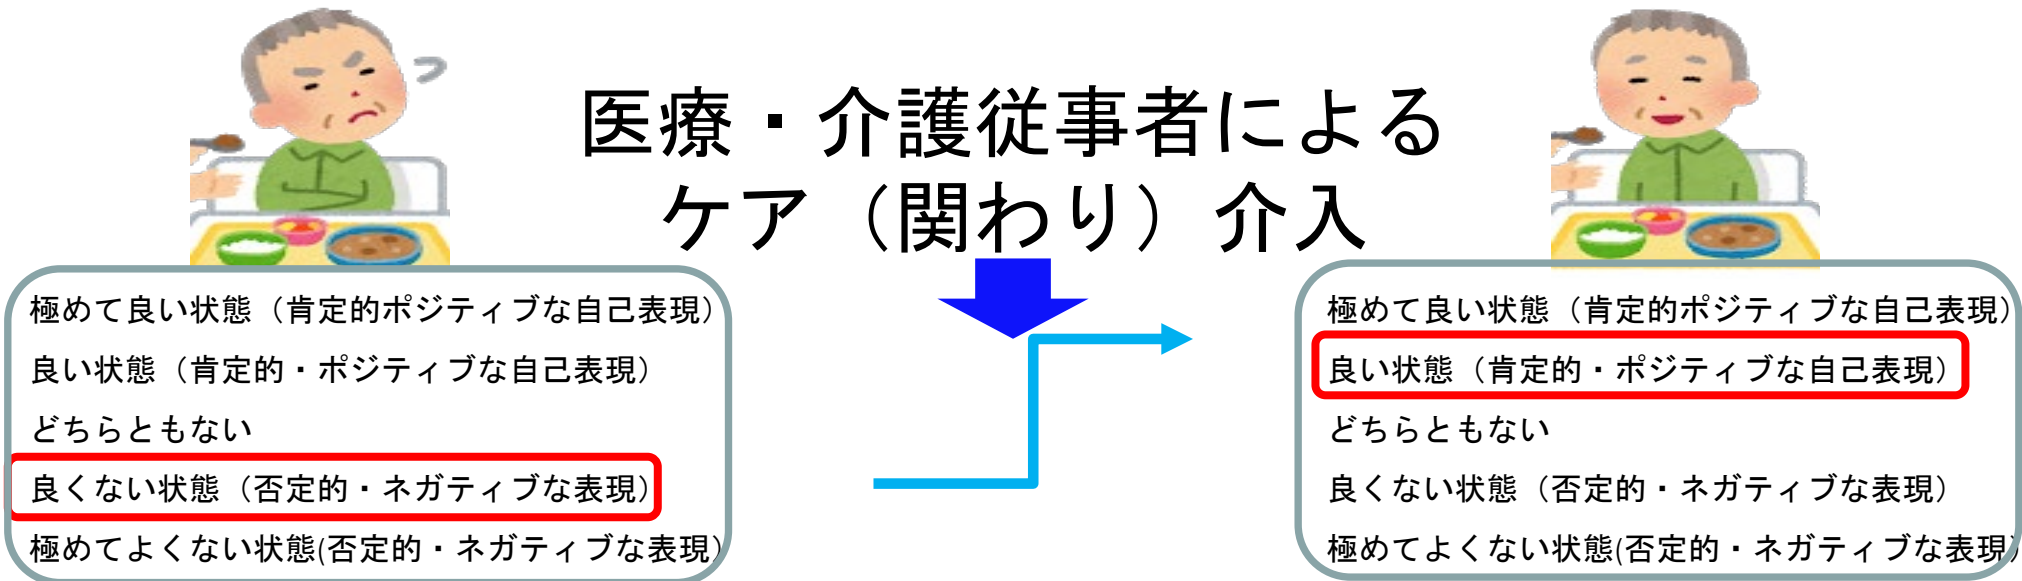 医療・介護従事者による
ケア（関わり）介入
極めて良い状態（肯定的ポジティブな自己表現）
良い状態（肯定的・ポジティブな自己表現）
どちらともない
良くない状態（否定的・ネガティブな表現）
極めてよくない状態(否定的・ネガティブな表現)
極めて良い状態（肯定的ポジティブな自己表現）
良い状態（肯定的・ポジティブな自己表現）
どちらともない
良くない状態（否定的・ネガティブな表現）
極めてよくない状態(否定的・ネガティブな表現)